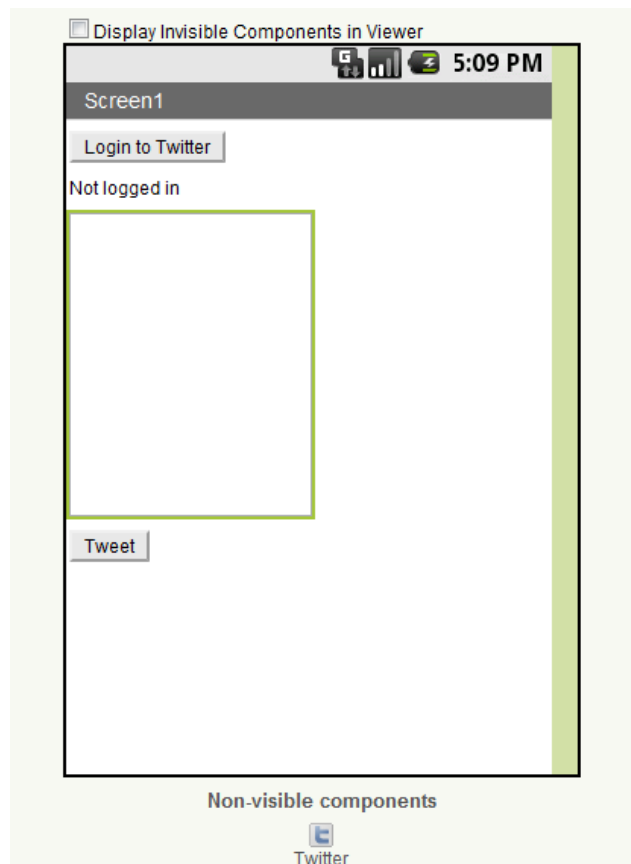 Display Invisible Components in Viewer
5:09 PM
Screen1
Login to Twitter
Not logged in
Tweet
Non-visible components
Twitter